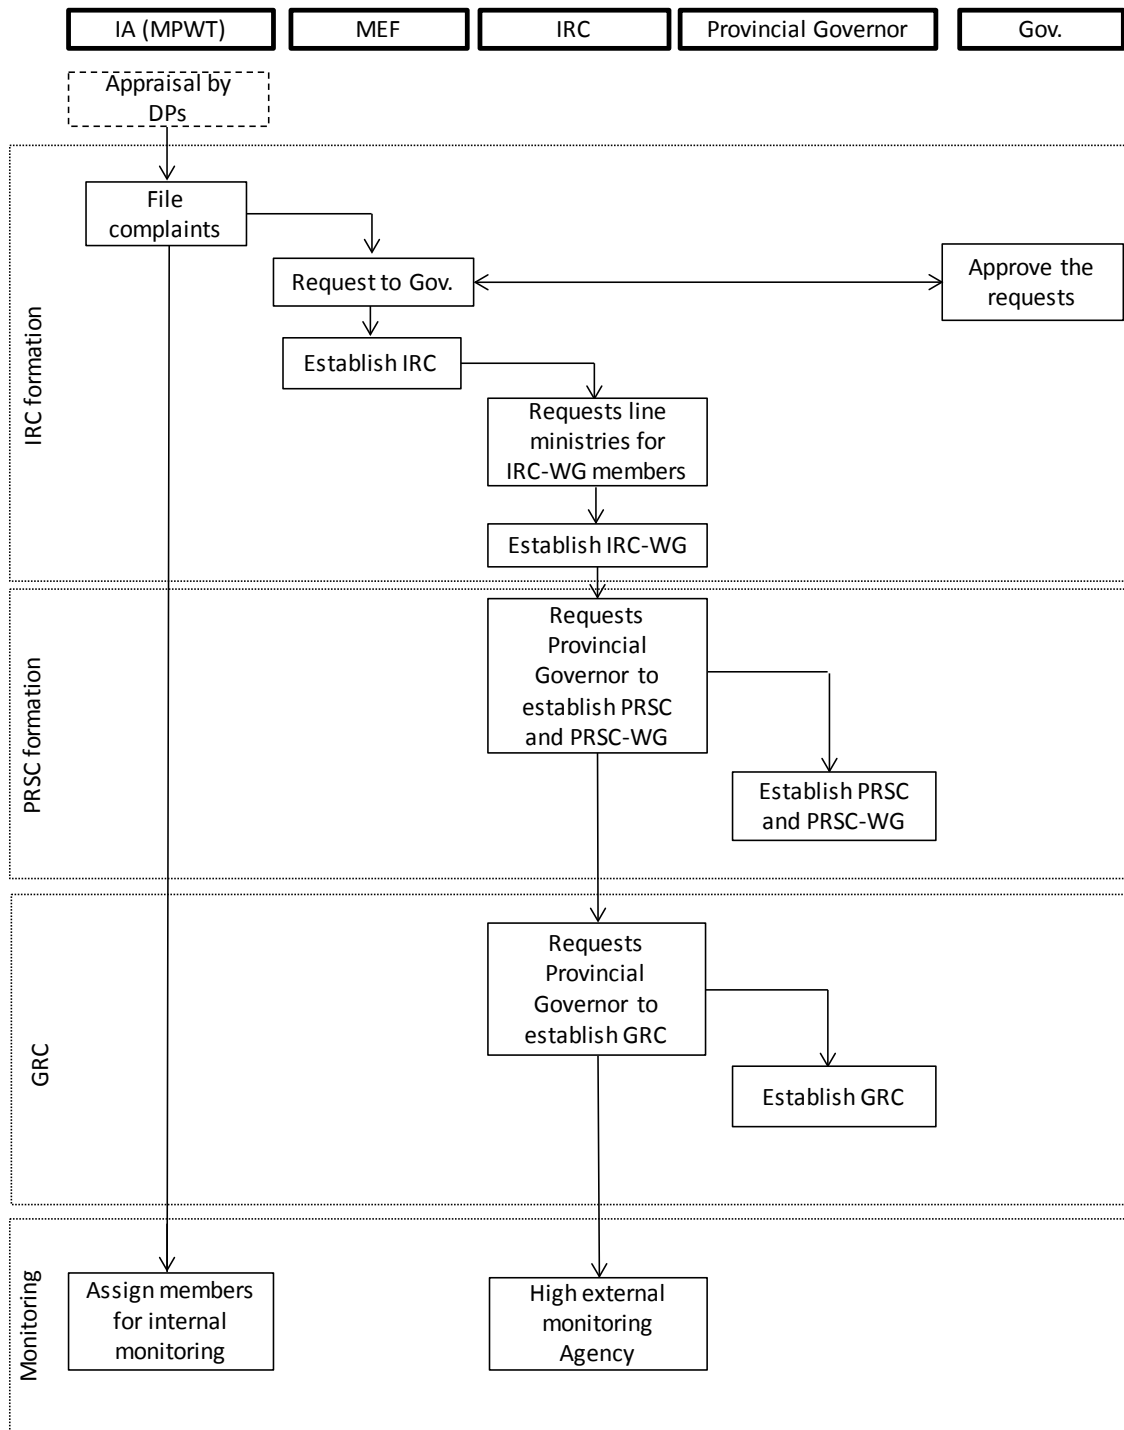 IA (MPWT)
MEF
IRC
Provincial Governor
Gov.
Appraisal by
DPs
IRC formation
File
complaints
Request to Gov.
Approve the
requests
Establish IRC
Requests line
ministries for
IRC-WG members
Establish IRC-WG
PRSC formation
Requests
Provincial
Governor to
establish PRSC
and PRSC-WG
Establish PRSC
and PRSC-WG
GRC
Requests
Provincial
Governor to
establish GRC
Establish GRC
Monitoring
Assign members
for internal
monitoring
High external
monitoring
Agency